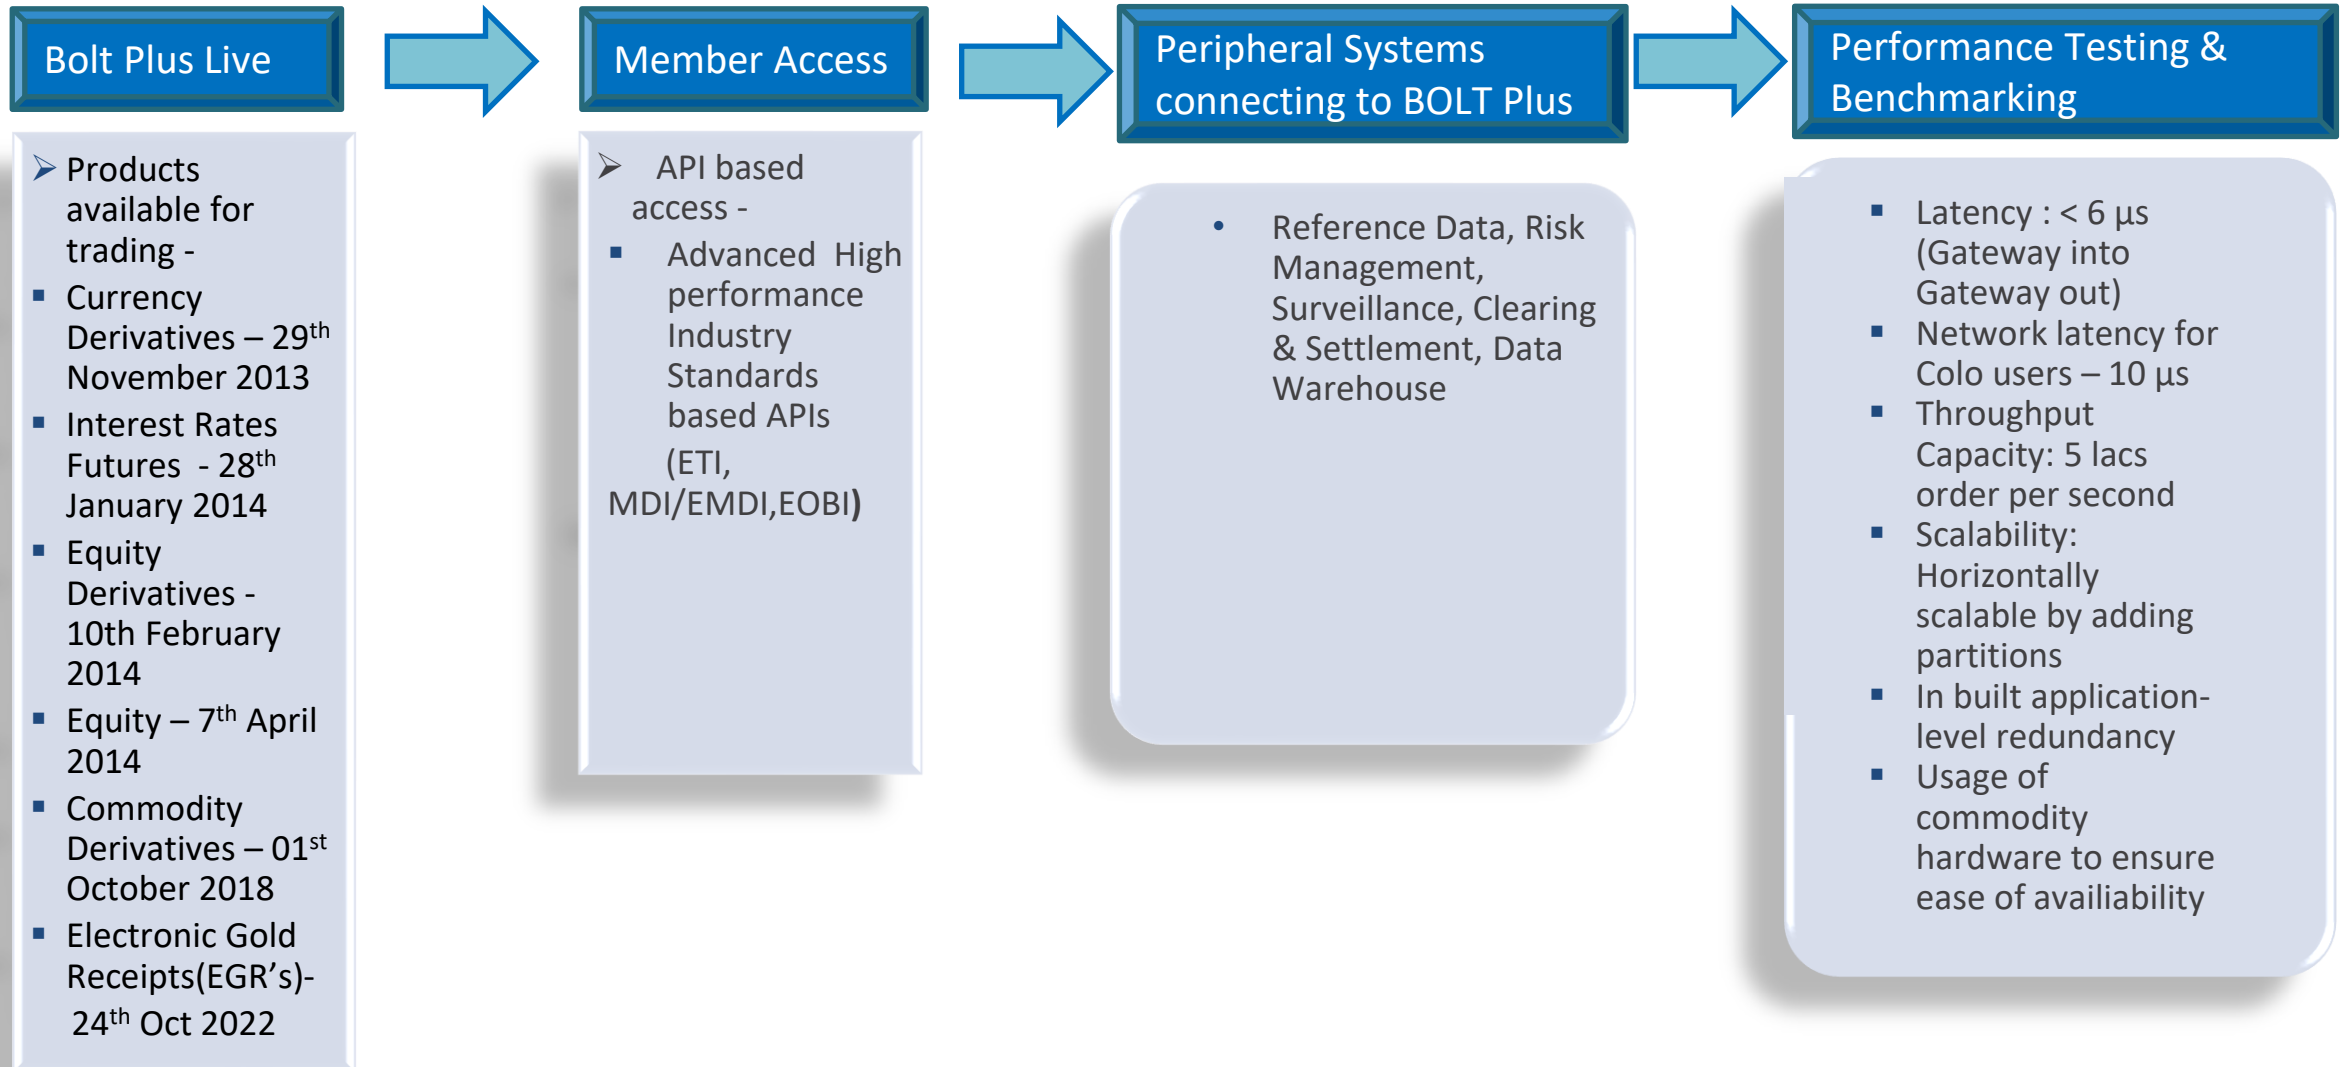 Bolt Plus Live
Products
available for
trading -
Currency
Derivatives – 29th
November 2013
Interest Rates
Futures - 28th
January 2014
Equity
Derivatives -
10th February
2014
Equity – 7th April
2014
Commodity
Derivatives – 01st
October 2018
Electronic Gold
Receipts(EGR’s)-
24th Oct 2022
Member Access
API based
access -
Advanced High
performance
Industry
Standards
based APIs
(ETI,
MDI/EMDI,EOBI)
Peripheral Systems
connecting to BOLT Plus
Reference Data, Risk
Management,
Surveillance, Clearing
& Settlement, Data
Warehouse
Performance Testing &
Benchmarking
Latency : < 6 µs
(Gateway into
Gateway out)
Network latency for
Colo users – 10 µs
Throughput
Capacity: 5 lacs
order per second
Scalability:
Horizontally
scalable by adding
partitions
In built application-
level redundancy
Usage of
commodity
hardware to ensure
ease of availiability